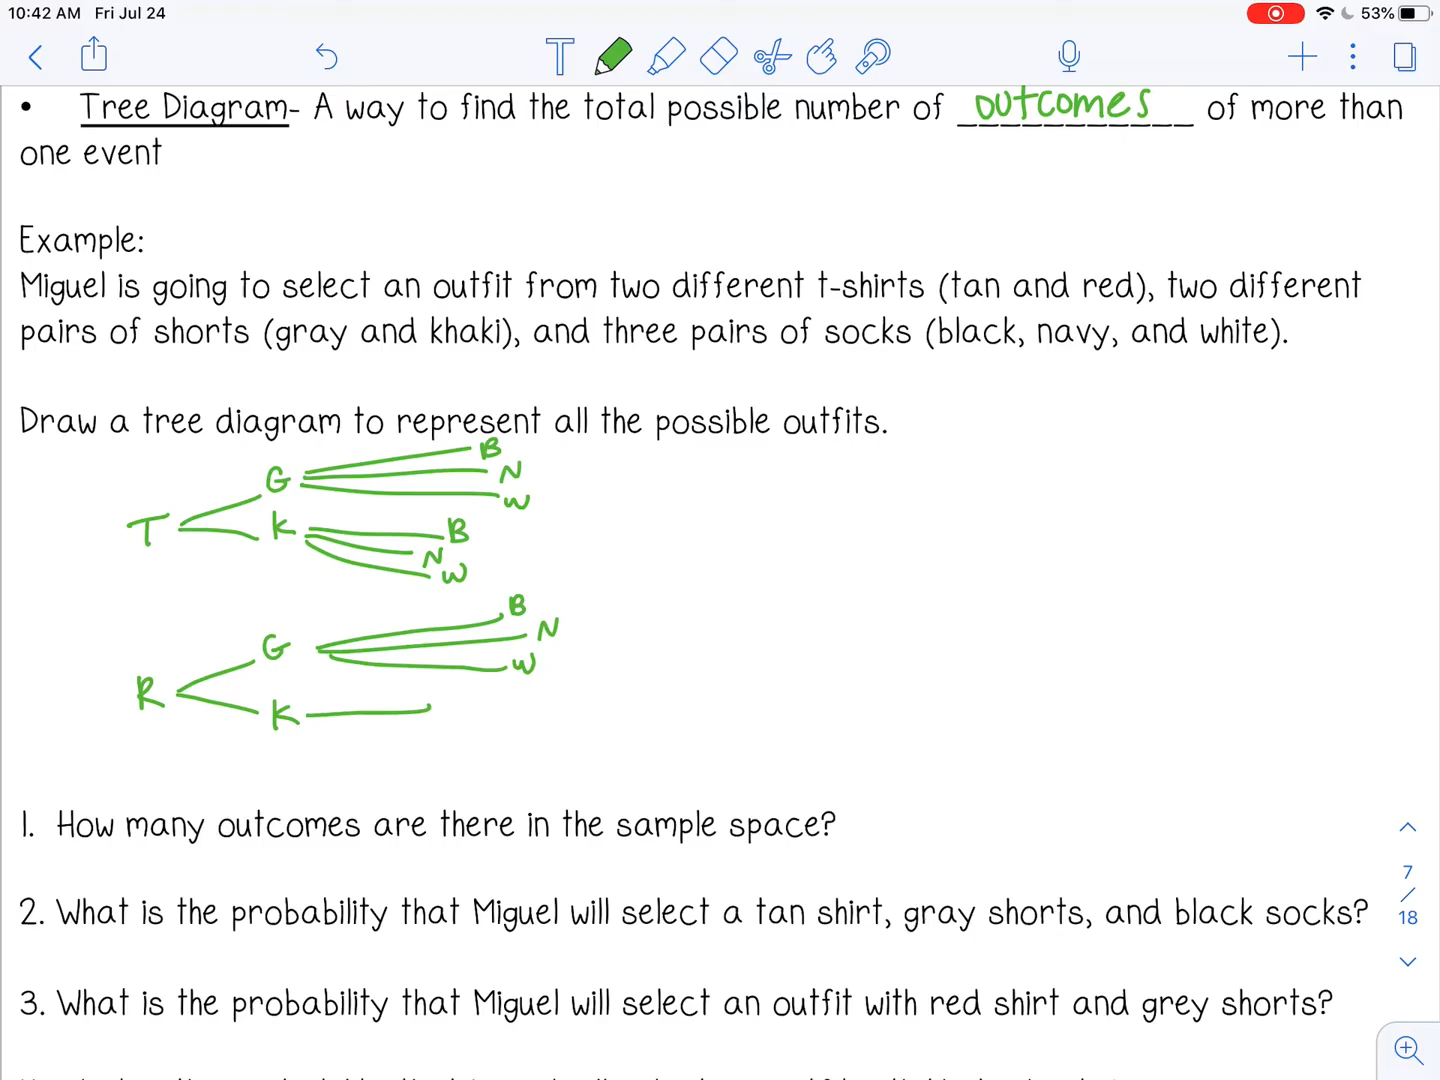 10:42 AM Fri Jul 24 53%
• Tree Diagram- A way to find the total possible number of outcomes of more than
one event
Example:
Miguel is going to select an outfit from two different t-shirts (tan and red), two different
pairs of shorts (gray and khaki), and three pairs of socks (black, navy, and white).
Draw a tree diagram to represent all the possible outfits.
B
G N
W
T K B
N
W
B
G N
W
R K
1. How many outcomes are there in the sample space?
7
/
18
2. What is the probability that Miguel will select a tan shirt, gray shorts, and black socks?
3. What is the probability that Miguel will select an outfit with red shirt and grey shorts?